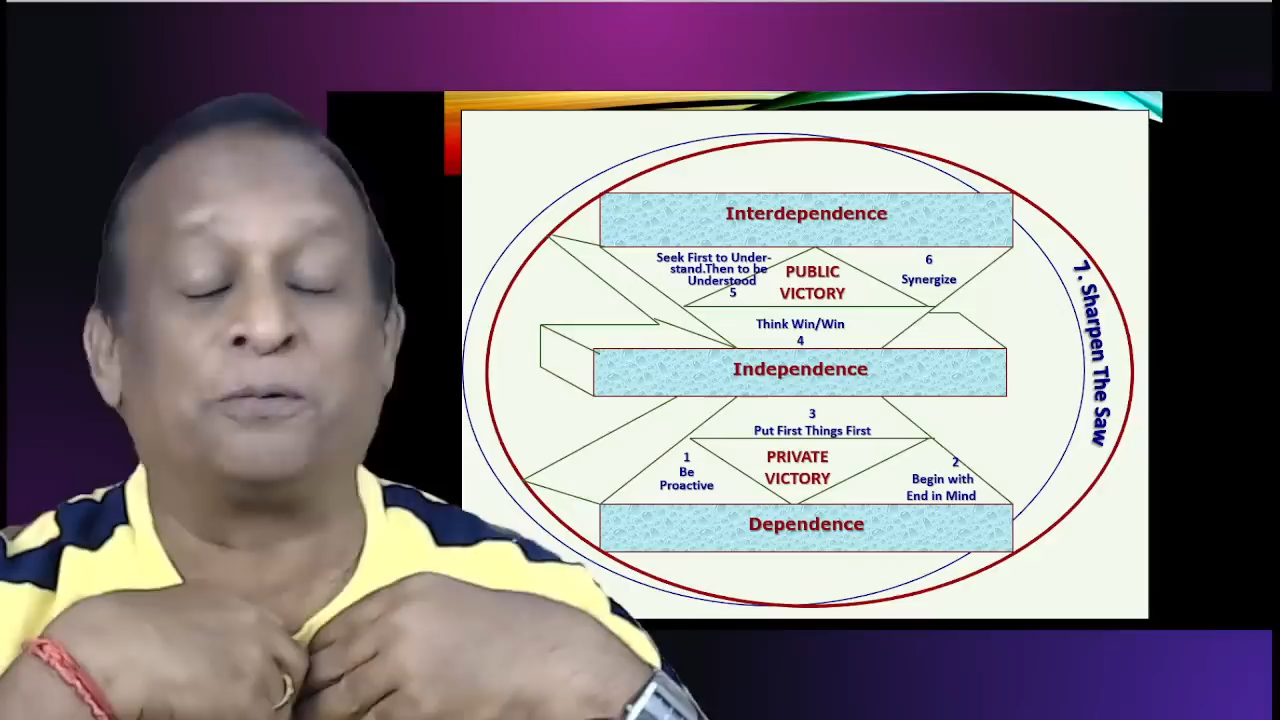 Interdependence
Seek First to Under-
stand.Then to be
Understood
5
PUBLIC
VICTORY
6
Synergize
Think Win/Win
4
Independence
3
Put First Things First
1
Be
Proactive
PRIVATE
VICTORY
2
Begin with
End in Mind
Dependence
7. Sharpen The Saw